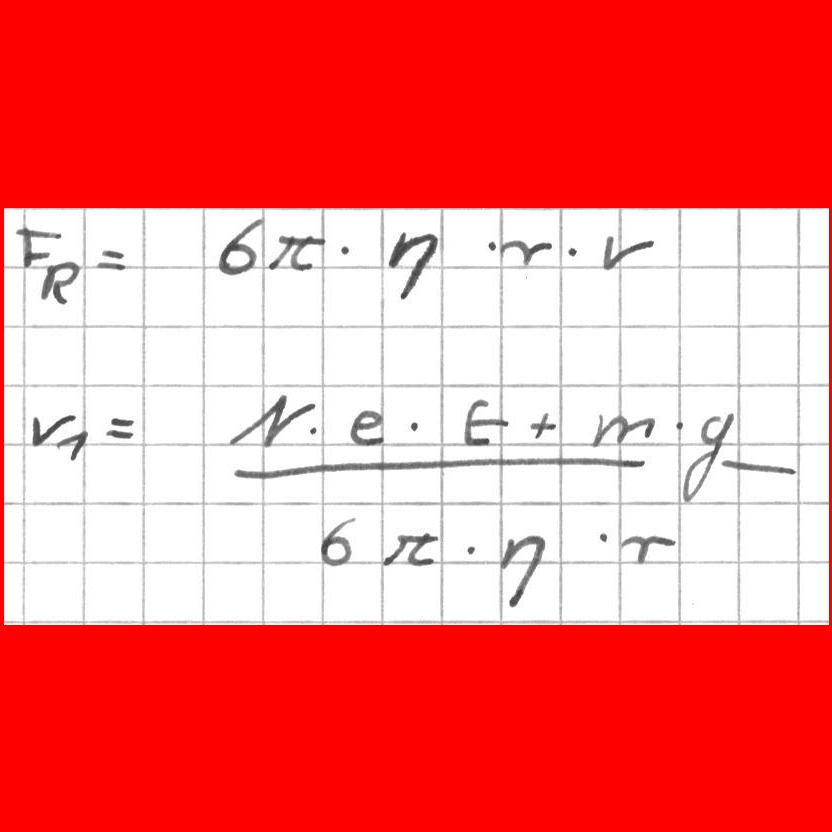 F_R = 6π · η · r · v
v_1 = (N · e · E + m · g) / (6π · η · r)